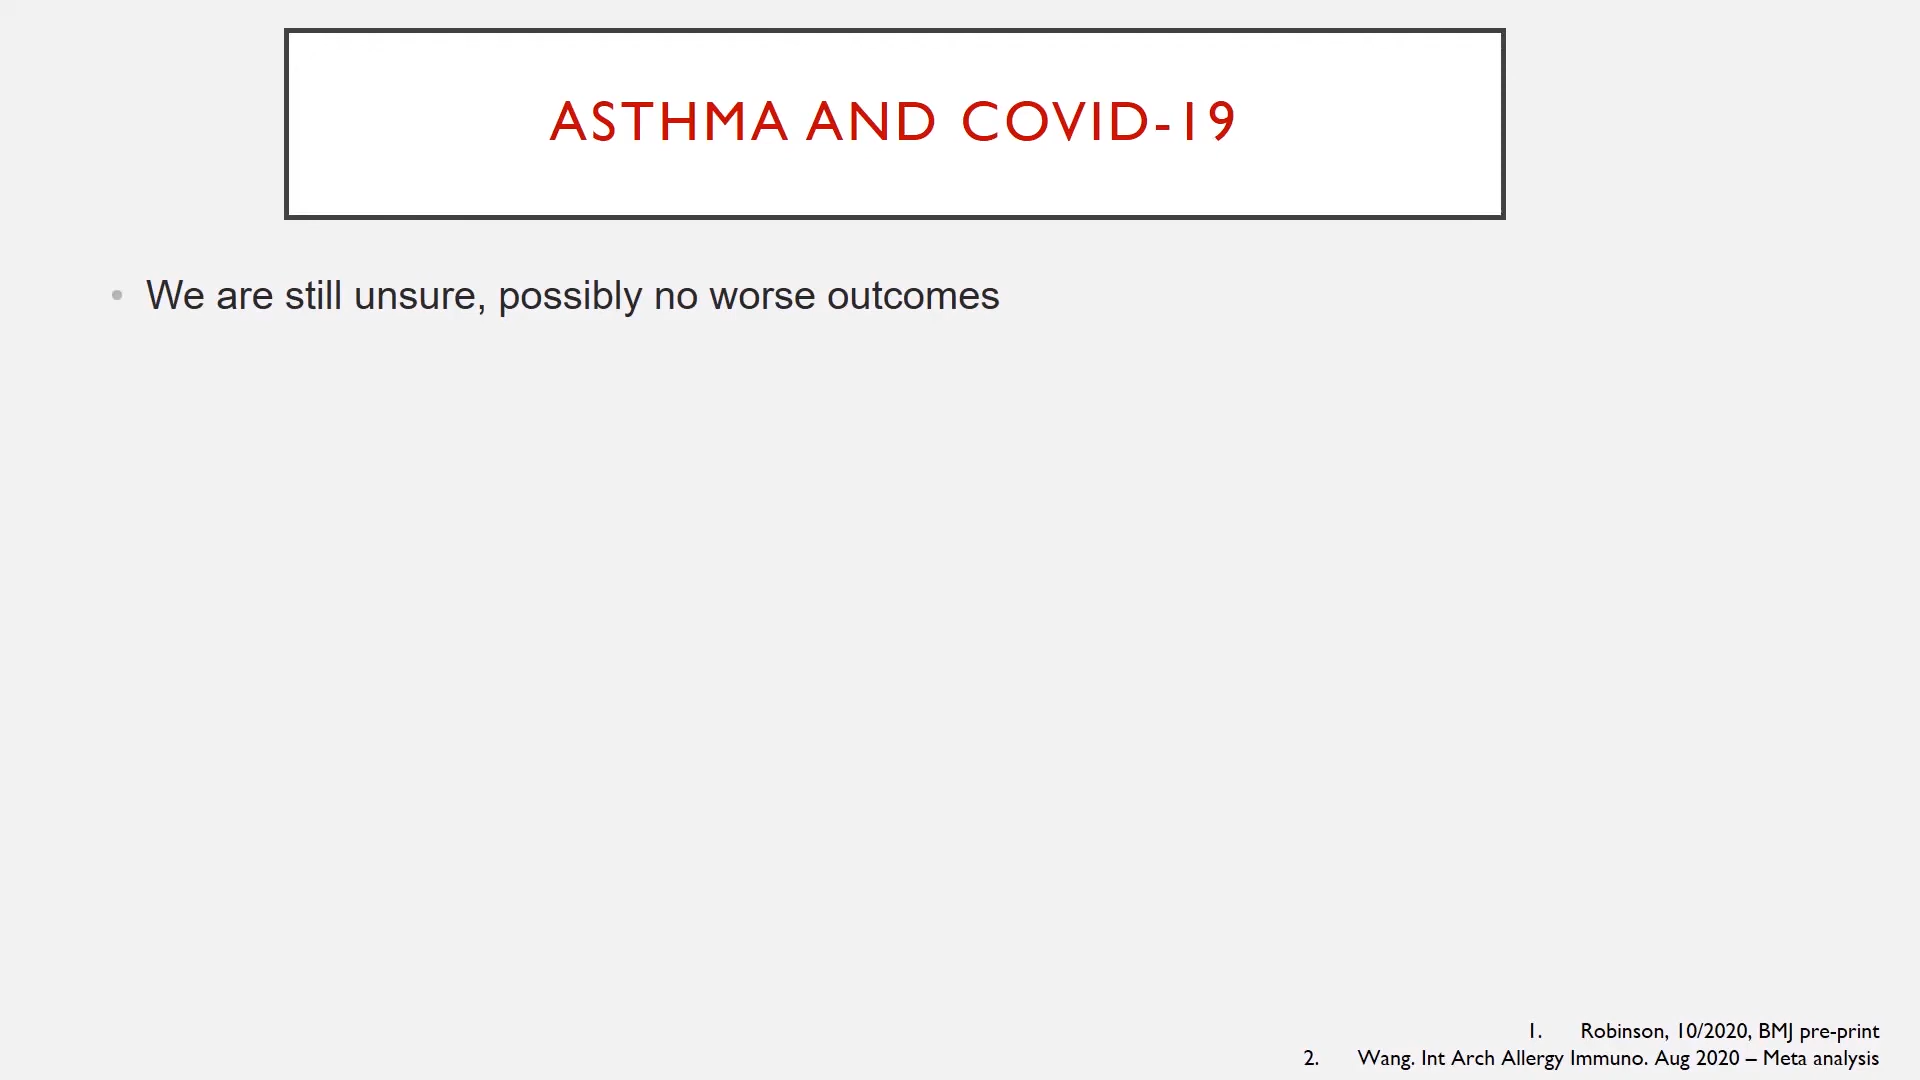 ASTHMA AND COVID-19
• We are still unsure, possibly no worse outcomes
1. Robinson, 10/2020, BMJ pre-print
2. Wang. Int Arch Allergy Immuno. Aug 2020 – Meta analysis